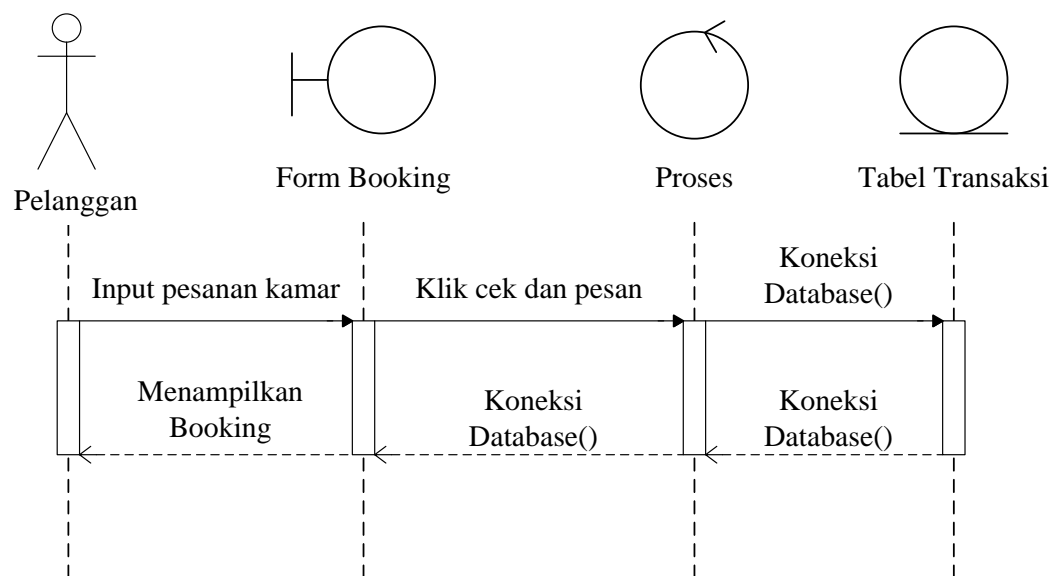 Pelanggan
Form Booking
Proses
Tabel Transaksi
Input pesanan kamar
Klik cek dan pesan
Koneksi
Database()
Menampilkan
Booking
Koneksi
Database()
Koneksi
Database()